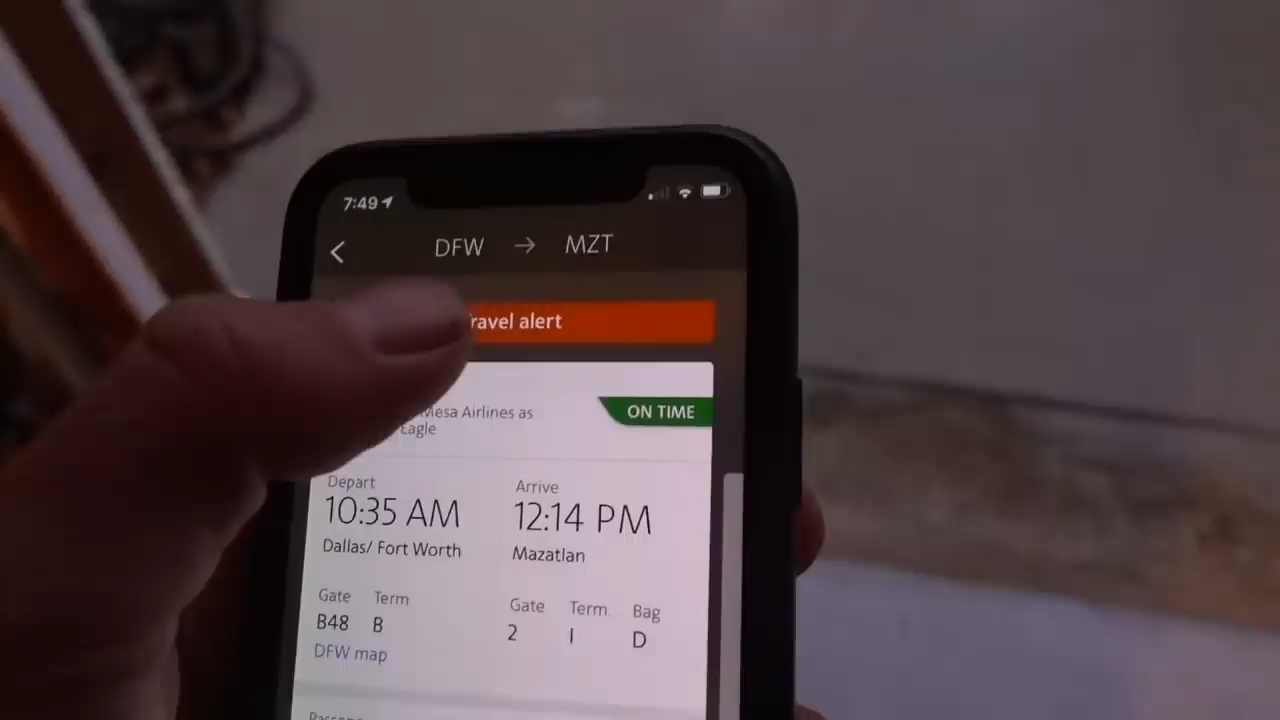 7:49
DFW → MZT
ravel alert
Mesa Airlines as
Eagle
ON TIME
Depart
10:35 AM
Dallas/ Fort Worth
Arrive
12:14 PM
Mazatlan
Gate Term
B48 B
DFW map
Gate Term Bag
2 I D